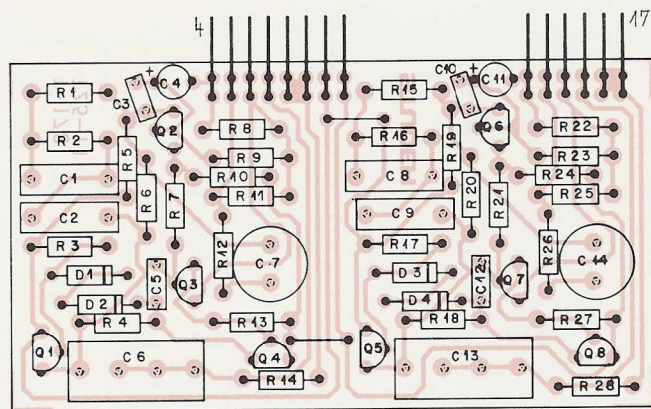 4
17
R1
C3
+
C4
R8
R15
C10
+
C11
R22
R2
Q2
R9
R16
R19
Q6
R23
R5
R10
R24
C1
R6
R7
R11
C8
R20
R21
R25
C2
C9
R3
R12
C7
R17
R26
C14
D1
C5
Q3
D3
C12
Q7
D2
D4
R4
R13
R18
R27
Q1
C6
Q4
Q5
C13
Q8
R14
R28